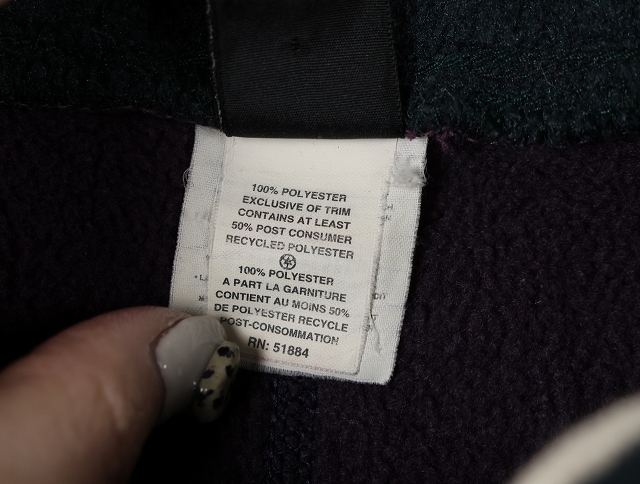 100% POLYESTER
EXCLUSIVE OF TRIM
CONTAINS AT LEAST
50% POST CONSUMER
RECYCLED POLYESTER
100% POLYESTER
A PART LA GARNITURE
CONTIENT AU MOINS 50%
DE POLYESTER RECYCLE
POST-CONSOMMATION
RN: 51884